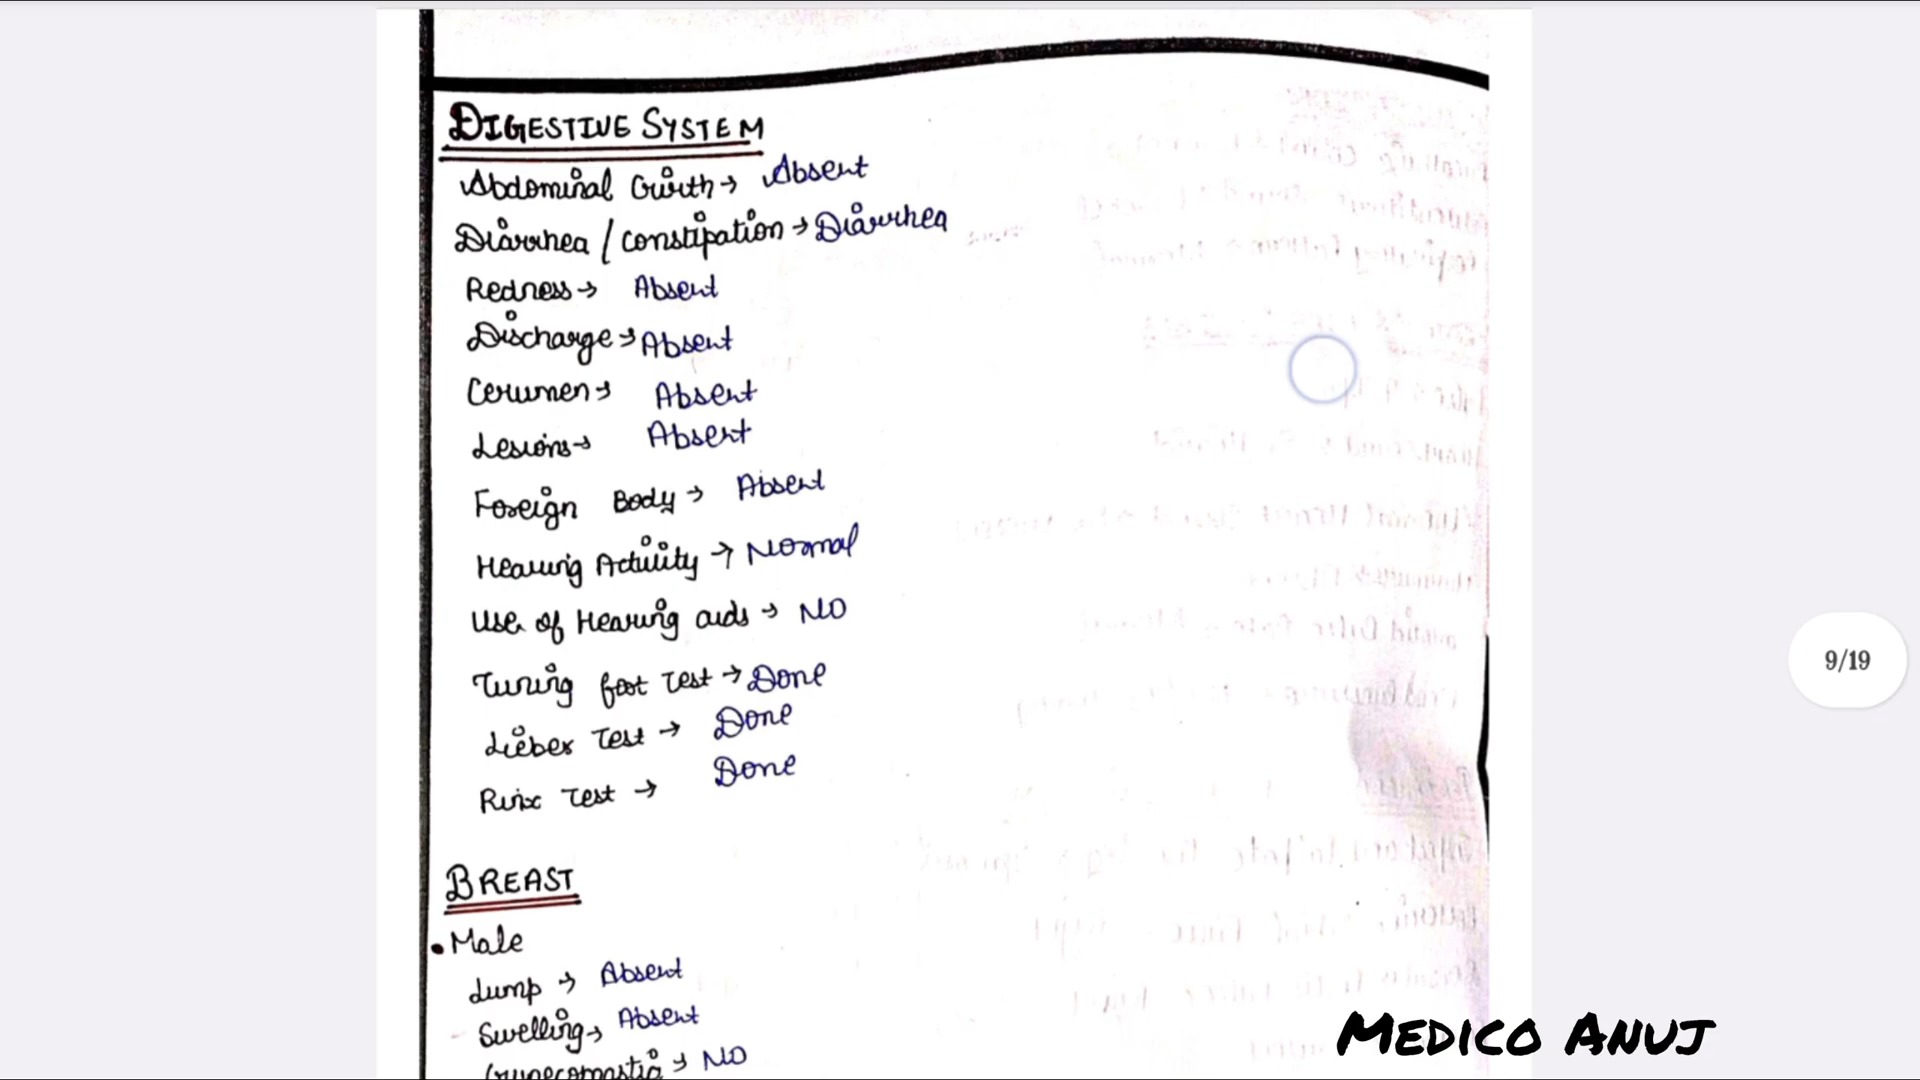 DIGESTIVE SYSTEM
Abdominal Girth → Absent
Diarrhea / Constipation → Diarrhea
Redness → Absent
Discharge → Absent
Cerumen → Absent
Lesions → Absent
Foreign Body → Absent
Hearing Activity → Normal
Use of Hearing aids → NO
Tuning foot Test → Done
Lieber Test → Done
Rinx Test → Done
BREAST
• Male
Lump → Absent
Swelling → Absent
Gynecomastia → NO
9/19
MEDICO ANUJ